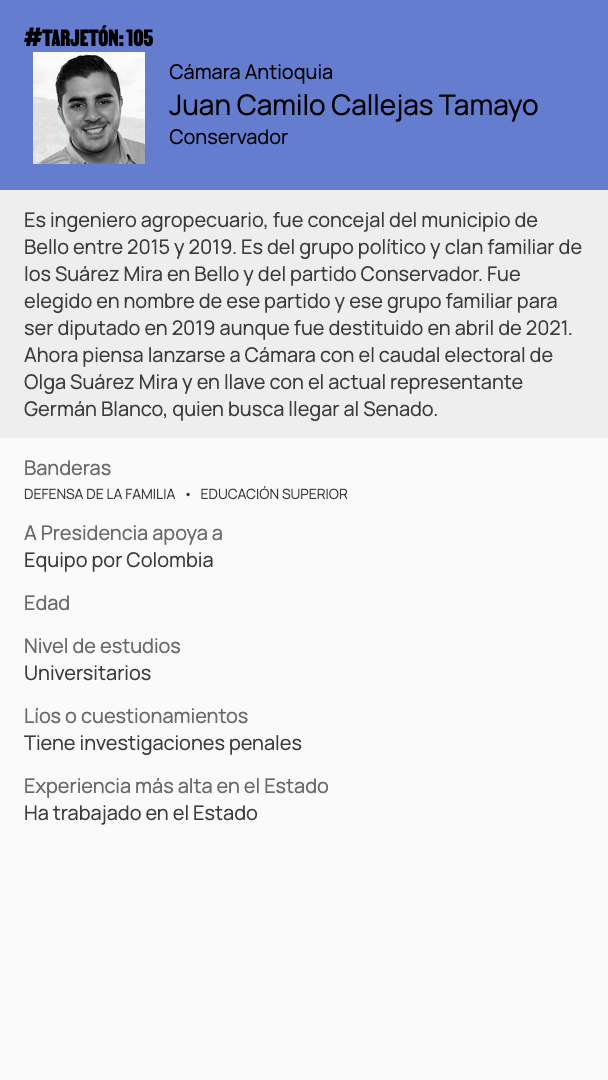 #TARJETÓN: 105
Cámara Antioquia
Juan Camilo Callejas Tamayo
Conservador
Es ingeniero agropecuario, fue concejal del municipio de
Bello entre 2015 y 2019. Es del grupo político y clan familiar de
los Suárez Mira en Bello y del partido Conservador. Fue
elegido en nombre de ese partido y ese grupo familiar para
ser diputado en 2019 aunque fue destituido en abril de 2021.
Ahora piensa lanzarse a Cámara con el caudal electoral de
Olga Suárez Mira y en llave con el actual representante
Germán Blanco, quien busca llegar al Senado.
Banderas
DEFENSA DE LA FAMILIA • EDUCACIÓN SUPERIOR
A Presidencia apoya a
Equipo por Colombia
Edad
Nivel de estudios
Universitarios
Líos o cuestionamientos
Tiene investigaciones penales
Experiencia más alta en el Estado
Ha trabajado en el Estado